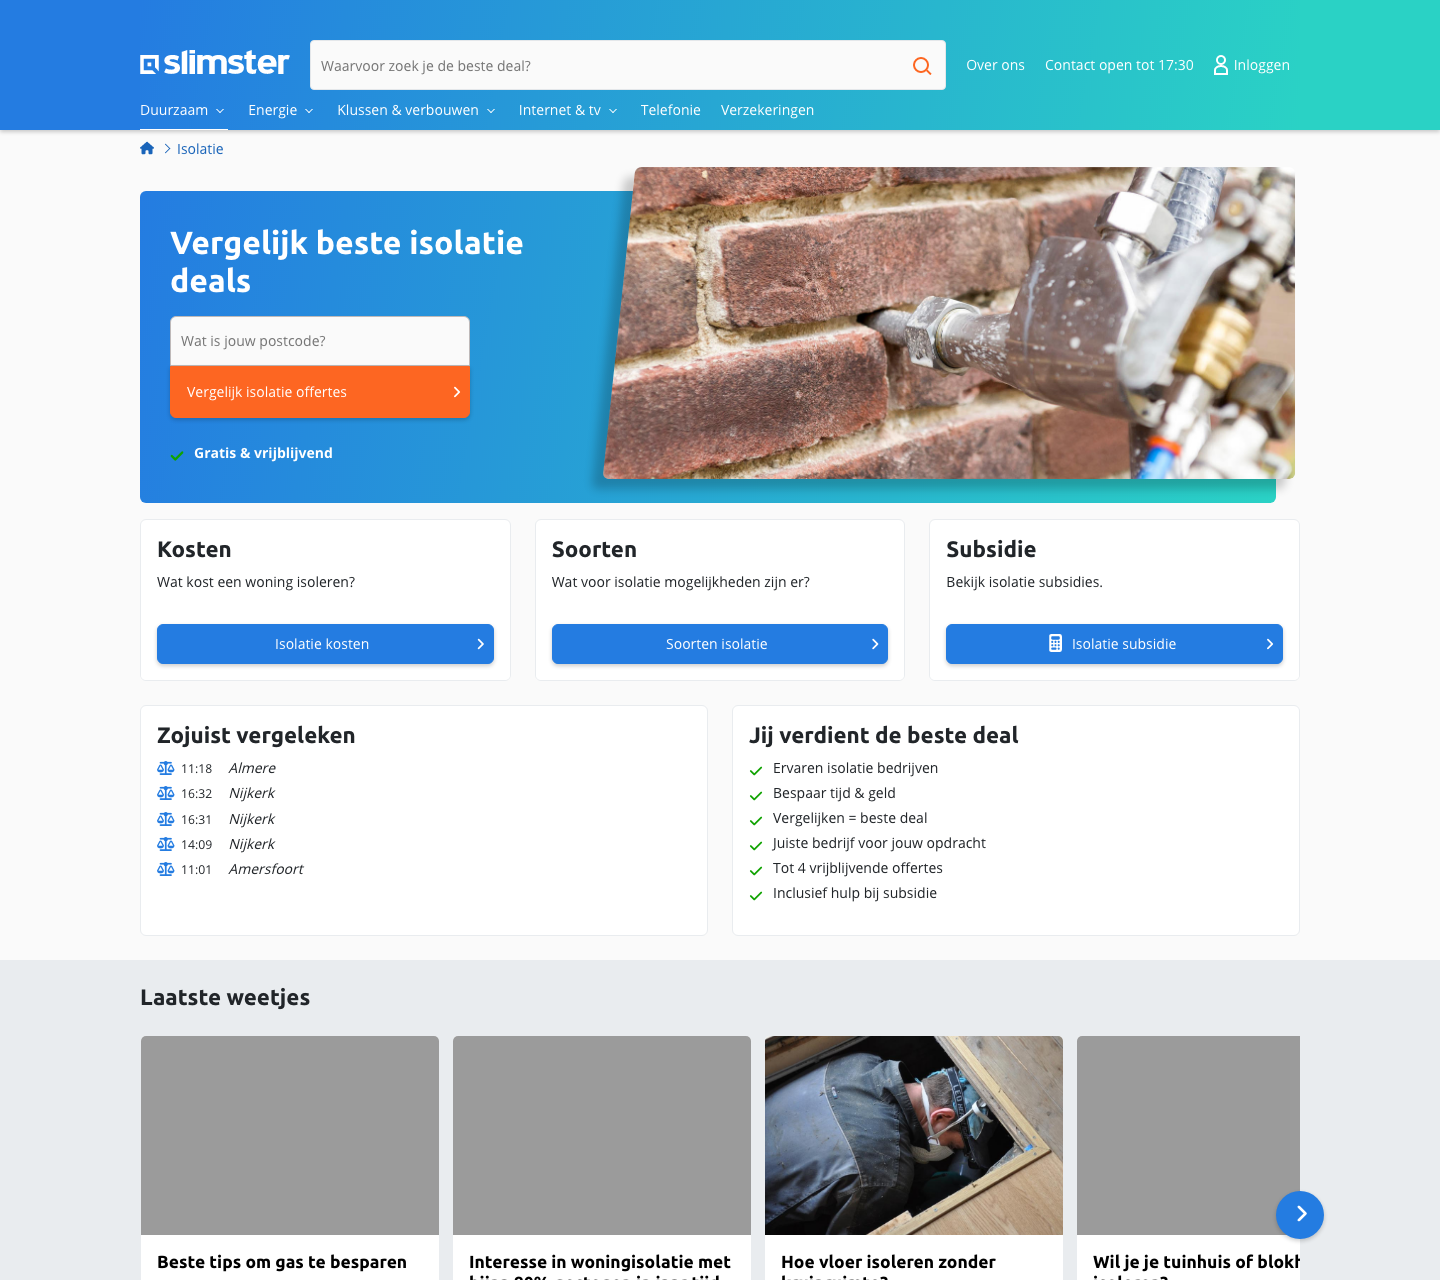 slimster
Waarvoor zoek je de beste deal?
Over ons
Contact open tot 17:30
Inloggen
Duurzaam
Energie
Klussen & verbouwen
Internet & tv
Telefonie
Verzekeringen
Isolatie
Vergelijk beste isolatie
deals
Wat is jouw postcode?
Vergelijk isolatie offertes
Gratis & vrijblijvend
Kosten
Wat kost een woning isoleren?
Isolatie kosten
Soorten
Wat voor isolatie mogelijkheden zijn er?
Soorten isolatie
Subsidie
Bekijk isolatie subsidies.
Isolatie subsidie
Zojuist vergeleken
11:18 Almere
16:32 Nijkerk
16:31 Nijkerk
14:09 Nijkerk
11:01 Amersfoort
Jij verdient de beste deal
Ervaren isolatie bedrijven
Bespaar tijd & geld
Vergelijken = beste deal
Juiste bedrijf voor jouw opdracht
Tot 4 vrijblijvende offertes
Inclusief hulp bij subsidie
Laatste weetjes
Beste tips om gas te besparen
Interesse in woningisolatie met
Hoe vloer isoleren zonder
Wil je je tuinhuis of blokh